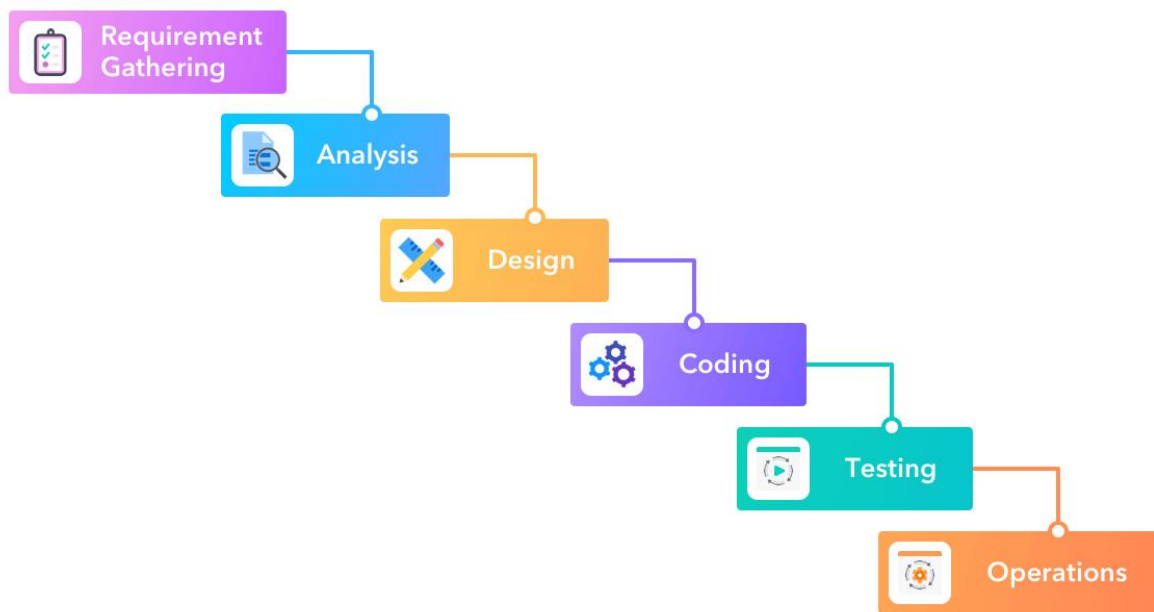 Requirement
Gathering
Analysis
Design
Coding
Testing
Operations